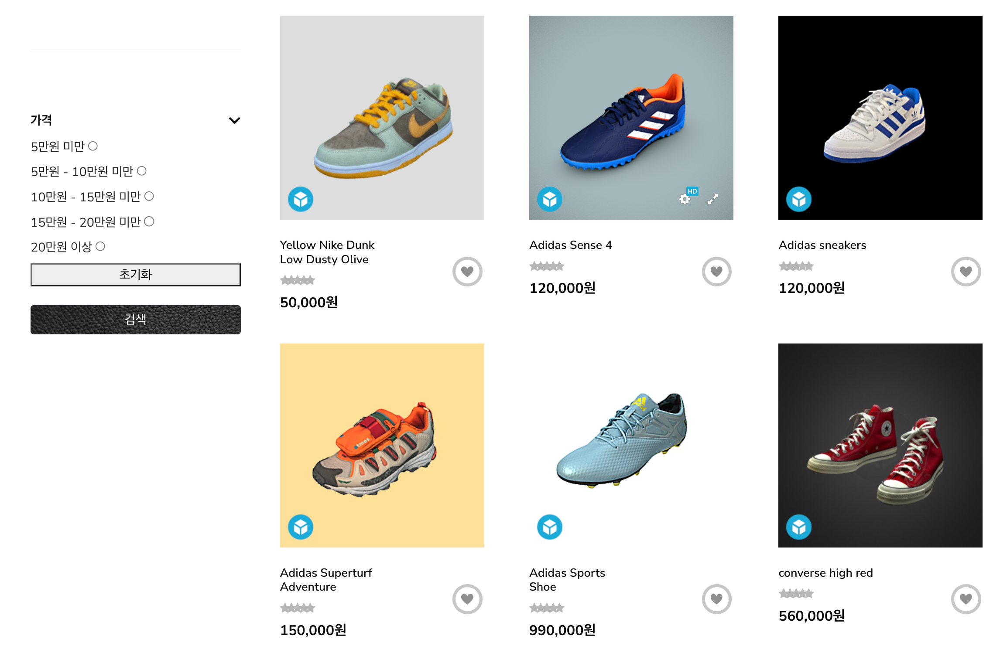 가격
5만원 미만
5만원 - 10만원 미만
10만원 - 15만원 미만
15만원 - 20만원 미만
20만원 이상
초기화
검색
HD
Yellow Nike Dunk
Low Dusty Olive
50,000원
Adidas Sense 4
120,000원
Adidas sneakers
120,000원
atmos
adidas
Adidas Superturf
Adventure
150,000원
Adidas Sports
Shoe
990,000원
converse high red
560,000원